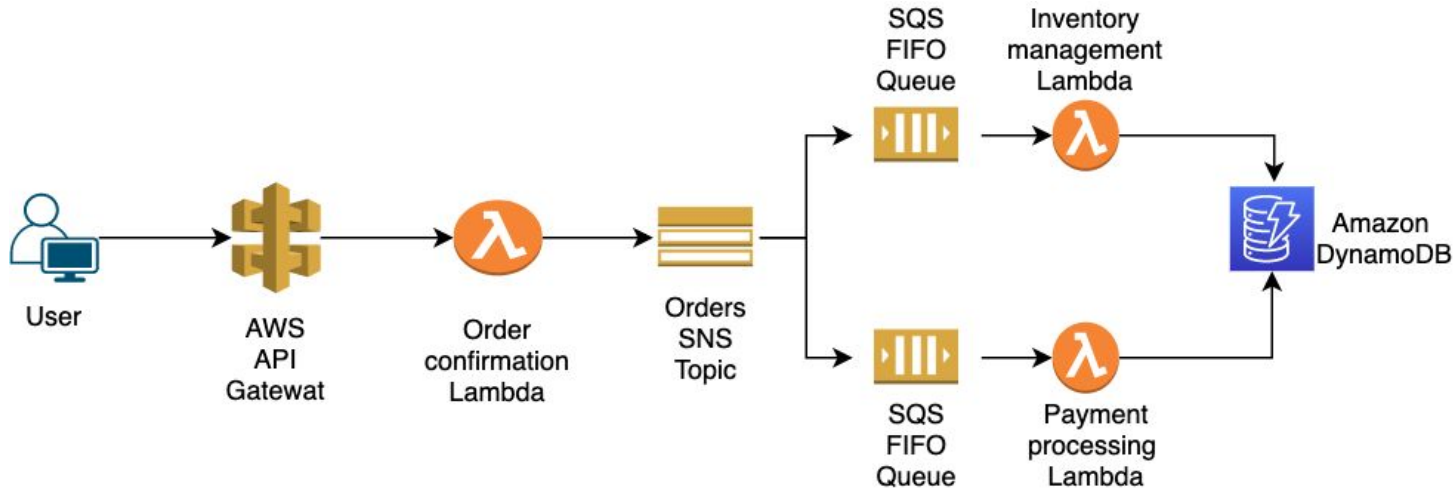 SQS
FIFO
Queue
Inventory
management
Lambda
User
AWS
API
Gatewat
Order
confirmation
Lambda
Orders
SNS
Topic
Amazon
DynamoDB
SQS
FIFO
Queue
Payment
processing
Lambda